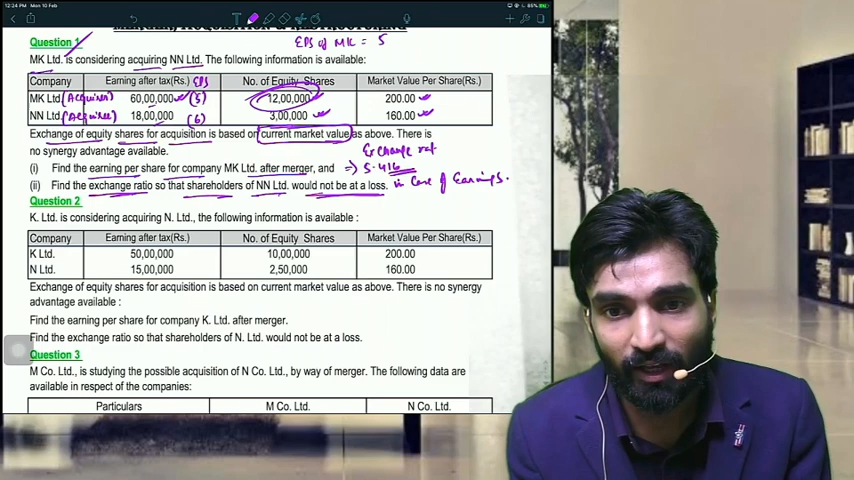 12:24 PM Mon 10 Feb
85%
MERGER, ACQUISITION & RESTRUCTURING
Question 1
EPS of MK = 5
MK Ltd. is considering acquiring NN Ltd. The following information is available:
Company Earning after tax(Rs.) EPS No. of Equity Shares Market Value Per Share(Rs.)
MK Ltd. (Acquirer) 60,00,000 (5) 12,00,000 200.00
NN Ltd. (Acquiree) 18,00,000 (6) 3,00,000 160.00
Exchange of equity shares for acquisition is based on current market value as above. There is
no synergy advantage available.
Exchange rat
(i) Find the earning per share for company MK Ltd. after merger, and ⇒ 5.416
(ii) Find the exchange ratio so that shareholders of NN Ltd. would not be at a loss. in Case of Earnings.
Question 2
K. Ltd. is considering acquiring N. Ltd., the following information is available :
Company Earning after tax(Rs.) No. of Equity Shares Market Value Per Share(Rs.)
K Ltd. 50,00,000 10,00,000 200.00
N Ltd. 15,00,000 2,50,000 160.00
Exchange of equity shares for acquisition is based on current market value as above. There is no synergy
advantage available :
Find the earning per share for company K. Ltd. after merger.
Find the exchange ratio so that shareholders of N. Ltd. would not be at a loss.
Question 3
M Co. Ltd., is studying the possible acquisition of N Co. Ltd., by way of merger. The following data are
available in respect of the companies:
Particulars M Co. Ltd. N Co. Ltd.